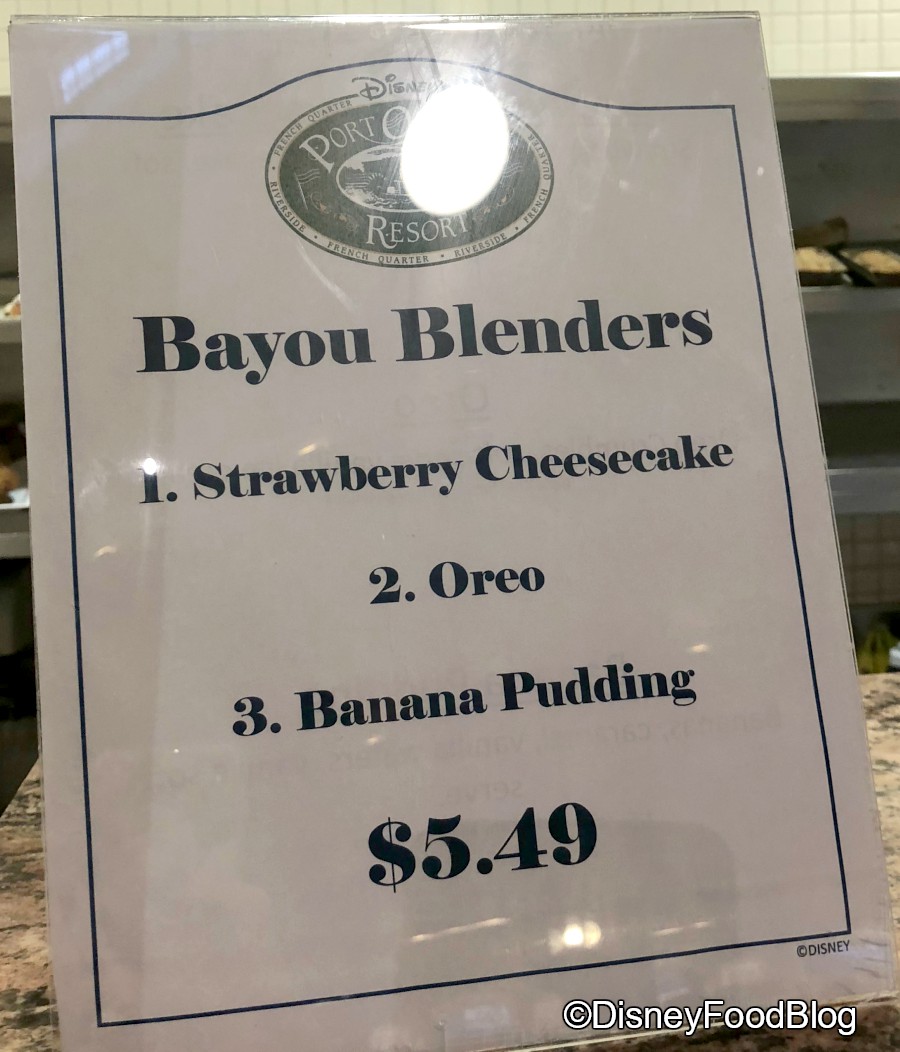 Disney's
PORT
RESORT
FRENCH QUARTER
RIVERSIDE
FRENCH QUARTER
RIVERSIDE
FRENCH QUARTER
Bayou Blenders
1. Strawberry Cheesecake
2. Oreo
3. Banana Pudding
$5.49
©DISNEY
©DisneyFoodBlog